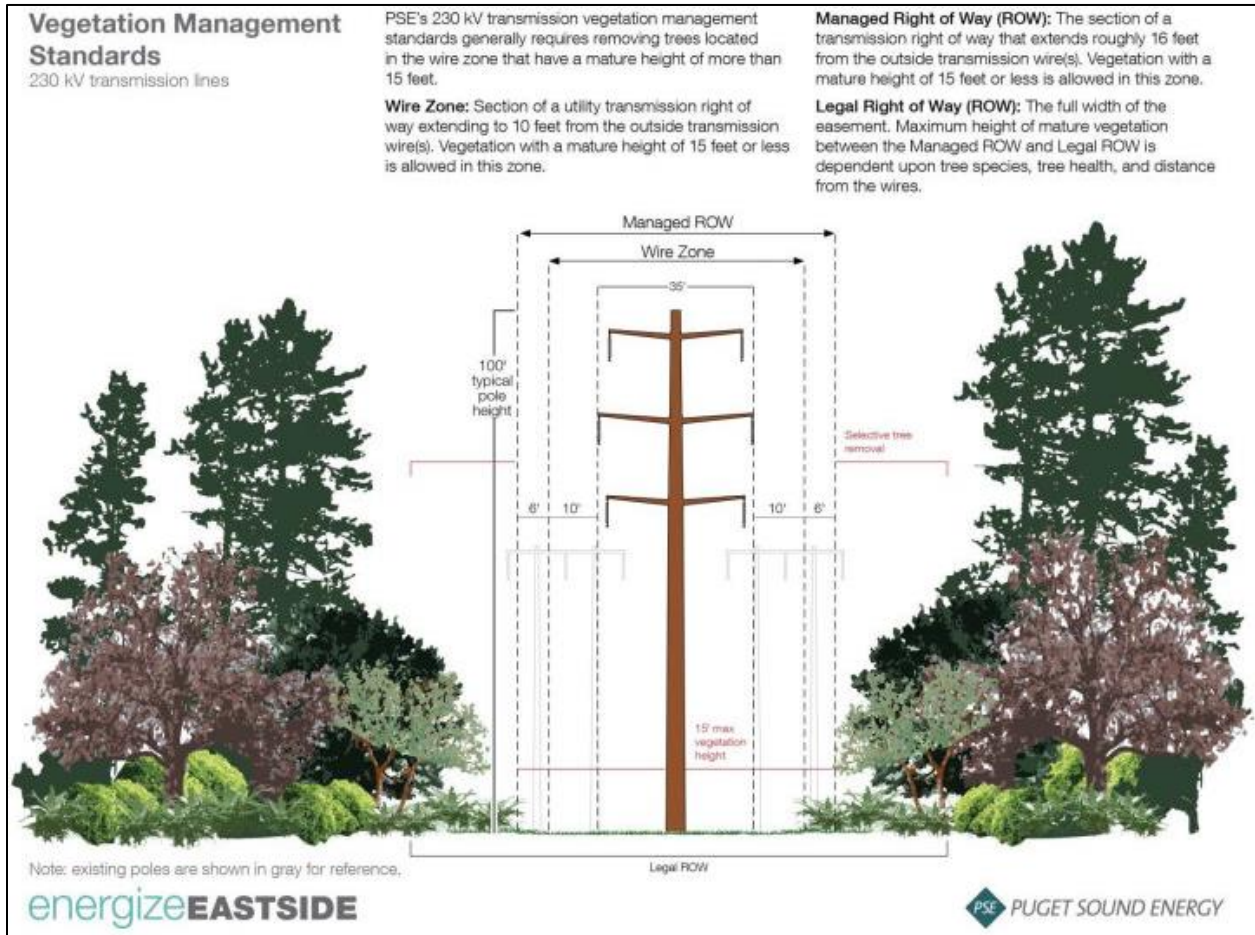 Vegetation Management
Standards
230 kV transmission lines
PSE's 230 kV transmission vegetation management
standards generally requires removing trees located
in the wire zone that have a mature height of more than
15 feet.
Wire Zone: Section of a utility transmission right of
way extending to 10 feet from the outside transmission
wire(s). Vegetation with a mature height of 15 feet or less
is allowed in this zone.
Managed Right of Way (ROW): The section of a
transmission right of way that extends roughly 16 feet
from the outside transmission wire(s). Vegetation with a
mature height of 15 feet or less is allowed in this zone.
Legal Right of Way (ROW): The full width of the
easement. Maximum height of mature vegetation
between the Managed ROW and Legal ROW is
dependent upon tree species, tree health, and distance
from the wires.
Managed ROW
Wire Zone
35'
100'
typical
pole
height
Selective tree
removal
6'
10'
10'
6'
15' max
vegetation
height
Legal ROW
Note: existing poles are shown in gray for reference.
energizeEASTSIDE
PSE PUGET SOUND ENERGY